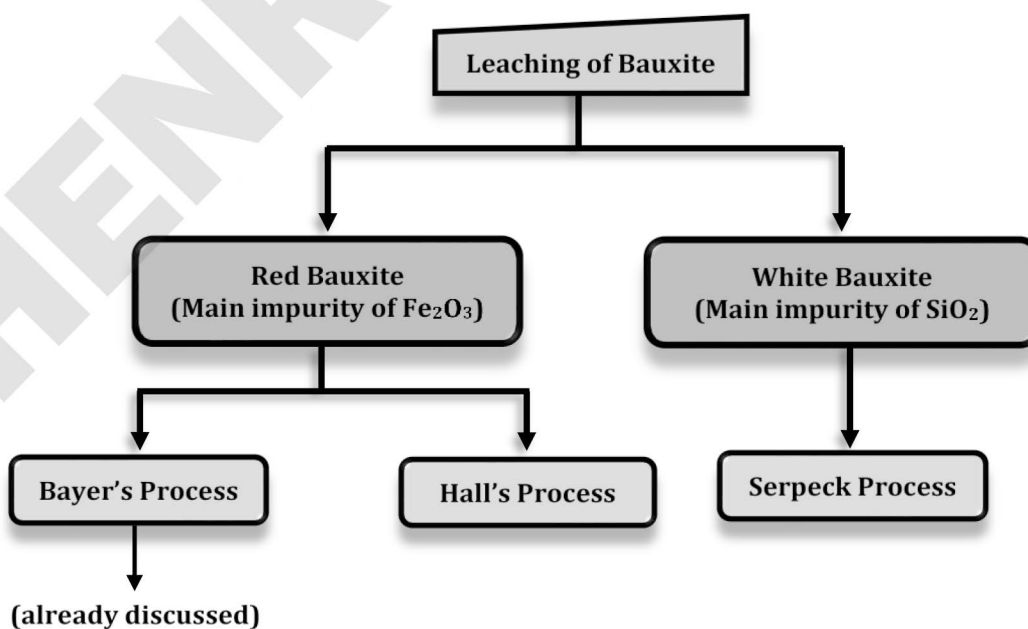 Leaching of Bauxite
Red Bauxite
(Main impurity of Fe₂O₃)
White Bauxite
(Main impurity of SiO₂)
Bayer’s Process
Hall’s Process
Serpeck Process
(already discussed)